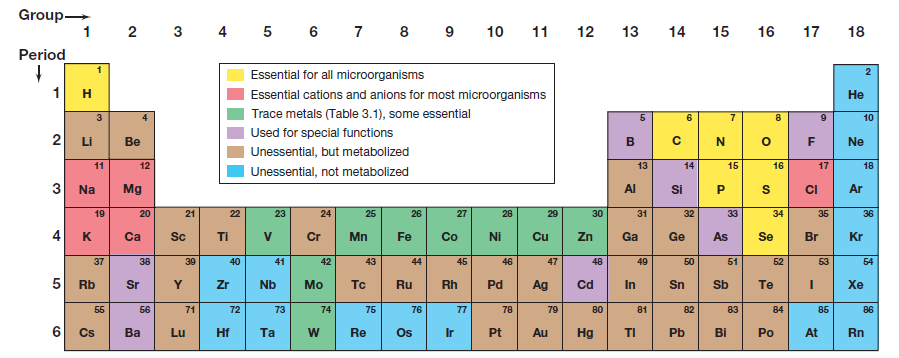 Group
1 2 3 4 5 6 7 8 9 10 11 12 13 14 15 16 17 18
Period
Essential for all microorganisms
Essential cations and anions for most microorganisms
Trace metals (Table 3.1), some essential
Used for special functions
Unessential, but metabolized
Unessential, not metabolized
1 2
1 H He
3 4 5 6 7 8 9 10
2 Li Be B C N O F Ne
11 12 13 14 15 16 17 18
3 Na Mg Al Si P S Cl Ar
19 20 21 22 23 24 25 26 27 28 29 30 31 32 33 34 35 36
4 K Ca Sc Ti V Cr Mn Fe Co Ni Cu Zn Ga Ge As Se Br Kr
37 38 39 40 41 42 43 44 45 46 47 48 49 50 51 52 53 54
5 Rb Sr Y Zr Nb Mo Tc Ru Rh Pd Ag Cd In Sn Sb Te I Xe
55 56 71 72 73 74 75 76 77 78 79 80 81 82 83 84 85 86
6 Cs Ba Lu Hf Ta W Re Os Ir Pt Au Hg Tl Pb Bi Po At Rn